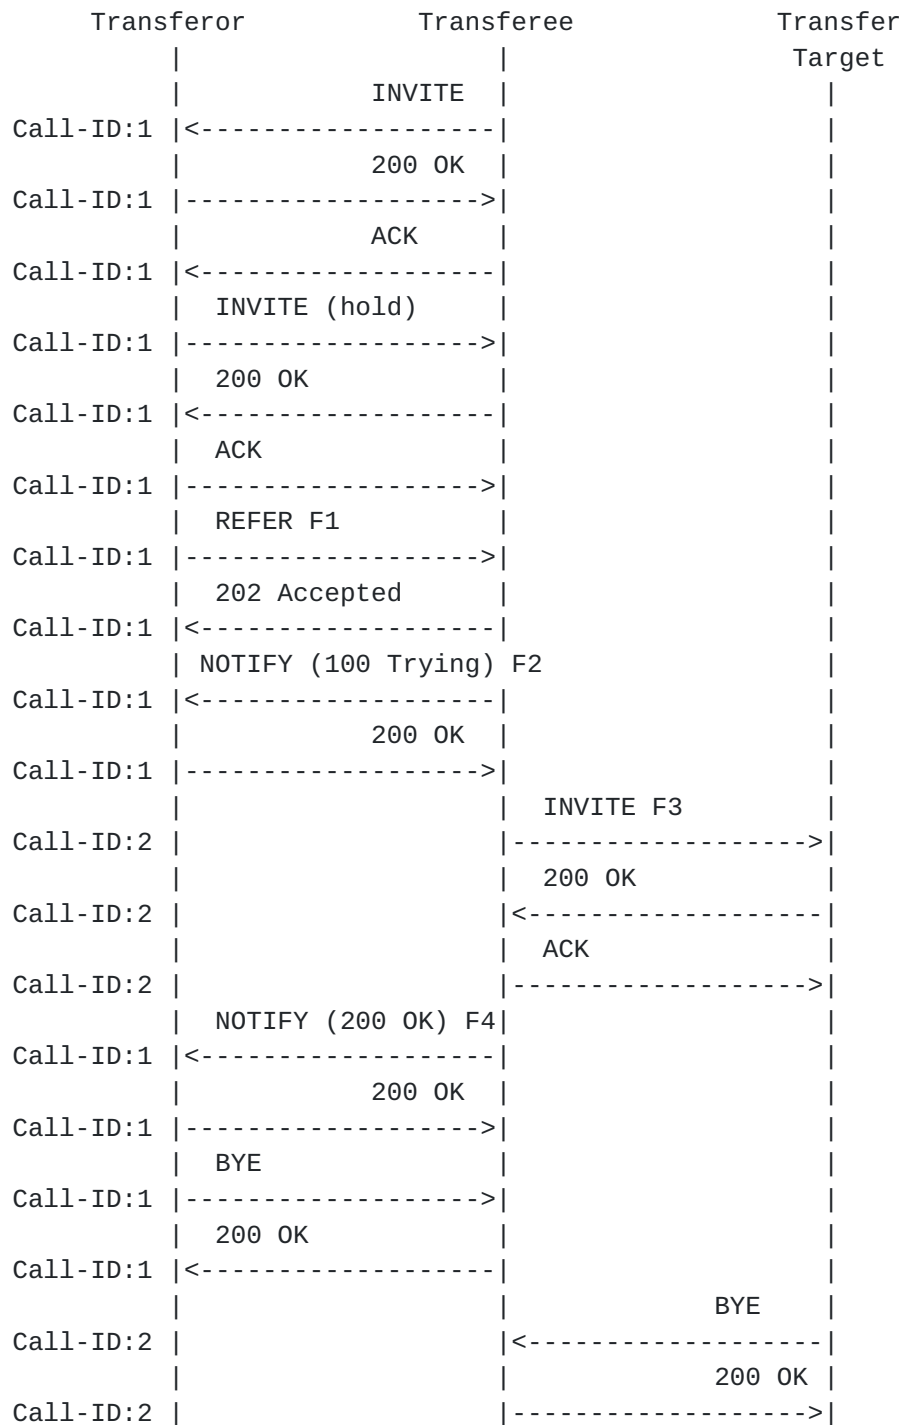 Transferor           Transferee             Transfer
           |                    |                  Target
           |            INVITE  |                    |
Call-ID:1 |<-------------------|                    |
           |            200 OK  |                    |
Call-ID:1 |------------------->|                    |
           |            ACK     |                    |
Call-ID:1 |<-------------------|                    |
           |  INVITE (hold)     |                    |
Call-ID:1 |------------------->|                    |
           |  200 OK            |                    |
Call-ID:1 |<-------------------|                    |
           |  ACK               |                    |
Call-ID:1 |------------------->|                    |
           |  REFER F1          |                    |
Call-ID:1 |------------------->|                    |
           |  202 Accepted      |                    |
Call-ID:1 |<-------------------|                    |
           | NOTIFY (100 Trying) F2                  |
Call-ID:1 |<-------------------|                    |
           |            200 OK  |                    |
Call-ID:1 |------------------->|                    |
           |                    |  INVITE F3         |
Call-ID:2 |                    |------------------->|
           |                    |  200 OK            |
Call-ID:2 |                    |<-------------------|
           |                    |  ACK               |
Call-ID:2 |                    |------------------->|
           |  NOTIFY (200 OK) F4|                    |
Call-ID:1 |<-------------------|                    |
           |            200 OK  |                    |
Call-ID:1 |------------------->|                    |
           |  BYE               |                    |
Call-ID:1 |------------------->|                    |
           |  200 OK            |                    |
Call-ID:1 |<-------------------|                    |
           |                    |             BYE    |
Call-ID:2 |                    |<-------------------|
           |                    |             200 OK |
Call-ID:2 |                    |------------------->|